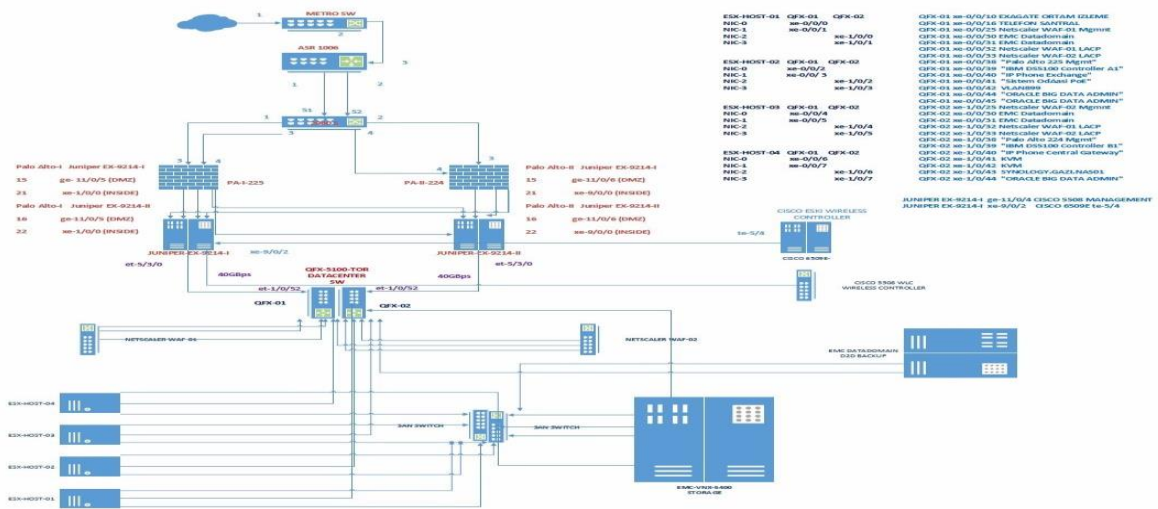 METRO SW
1
2
ASR 1006
3
1
2
S1
S2
1
2
3
4
3
4
4
3
Palo Alto-I Juniper EX-9214-I
15 ge-11/0/5 (DMZ)
21 xe-1/0/0 (INSIDE)
Palo Alto-I Juniper EX-9214-II
16 ge-11/0/5 (DMZ)
22 xe-1/0/0 (INSIDE)
PA-I-225
PA-II-224
Palo Alto-II Juniper EX-9214-I
15 ge-11/0/6 (DMZ)
21 xe-9/0/0 (INSIDE)
Palo Alto-II Juniper EX-9214-II
16 ge-11/0/6 (DMZ)
22 xe-9/0/0 (INSIDE)
JUNIPER-EX-9214-I
xe-9/0/2
JUNIPER-EX-9214-II
te-5/4
CISCO ESKI WIRELESS
CONTROLLER
CISCO 6509E-
et-5/3/0
et-5/3/0
40GBps
40GBps
QFX-5100-TOR
DATACENTER
SW
et-1/0/52
et-1/0/52
QFX-01
QFX-02
CISCO 5508 WLC
WIRELESS CONTROLLER
NETSCALER WAF-01
NETSCALER WAF-02
EMC DATADOMAIN
D2D BACKUP
ESX-HOST-04
ESX-HOST-03
ESX-HOST-02
ESX-HOST-01
SAN SWITCH
SAN SWITCH
EMC-VNX-5400
STORAGE
ESX-HOST-01 QFX-01 QFX-02
NIC-0 xe-0/0/0
NIC-1 xe-0/0/1
NIC-2 xe-1/0/0
NIC-3 xe-1/0/1
ESX-HOST-02 QFX-01 QFX-02
NIC-0 xe-0/0/2
NIC-1 xe-0/0/ 3
NIC-2 xe-1/0/2
NIC-3 xe-1/0/3
ESX-HOST-03 QFX-01 QFX-02
NIC-0 xe-0/0/4
NIC-1 xe-0/0/5
NIC-2 xe-1/0/4
NIC-3 xe-1/0/5
ESX-HOST-04 QFX-01 QFX-02
NIC-0 xe-0/0/6
NIC-1 xe-0/0/7
NIC-2 xe-1/0/6
NIC-3 xe-1/0/7
QFX-01 xe-0/0/10 EXAGATE ORTAM IZLEME
QFX-01 xe-0/0/16 TELEFON SANTRAL
QFX-01 xe-0/0/25 Netscaler WAF-01 Mgmnt
QFX-01 xe-0/0/30 EMC Datadomain
QFX-01 xe-0/0/31 EMC Datadomain
QFX-01 xe-0/0/32 Netscaler WAF-01 LACP
QFX-01 xe-0/0/33 Netscaler WAF-02 LACP
QFX-01 xe-0/0/38 "Palo Alto 225 Mgmt"
QFX-01 xe-0/0/39 "IBM DS5100 Controller A1"
QFX-01 xe-0/0/40 "IP Phone Exchange"
QFX-01 xe-0/0/41 "Sistem Odasi PoE"
QFX-01 xe-0/0/42 VLAN899
QFX-01 xe-0/0/44 "ORACLE BIG DATA ADMIN"
QFX-01 xe-0/0/45 "ORACLE BIG DATA ADMIN"
QFX-02 xe-1/0/25 Netscaler WAF-02 Mgmnt
QFX-02 xe-0/0/30 EMC Datadomain
QFX-02 xe-0/0/31 EMC Datadomain
QFX-02 xe-1/0/32 Netscaler WAF-01 LACP
QFX-02 xe-1/0/33 Netscaler WAF-02 LACP
QFX-02 xe-1/0/38 "Palo Alto 224 Mgmt"
QFX-02 xe-1/0/39 "IBM DS5100 Controller B1"
QFX-02 xe-1/0/40 "IP Phone Central Gateway"
QFX-02 xe-1/0/41 KVM
QFX-02 xe-1/0/42 KVM
QFX-02 xe-1/0/43 SYNOLOGY-GAZI.NAS01
QFX-02 xe-1/0/44 "ORACLE BIG DATA ADMIN"
JUNIPER EX-9214-I ge-11/0/4 CISCO 5508 MANAGEMENT
JUNIPER EX-9214-I xe-9/0/2 CISCO 6509E te-5/4